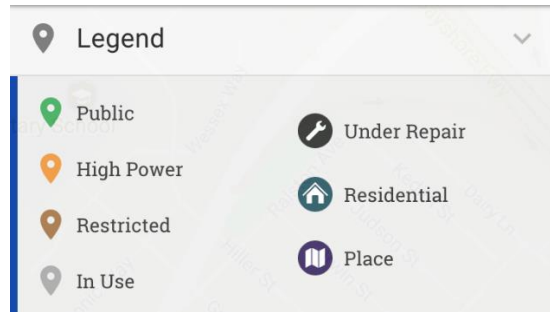 Legend
Public
High Power
Restricted
In Use
Under Repair
Residential
Place